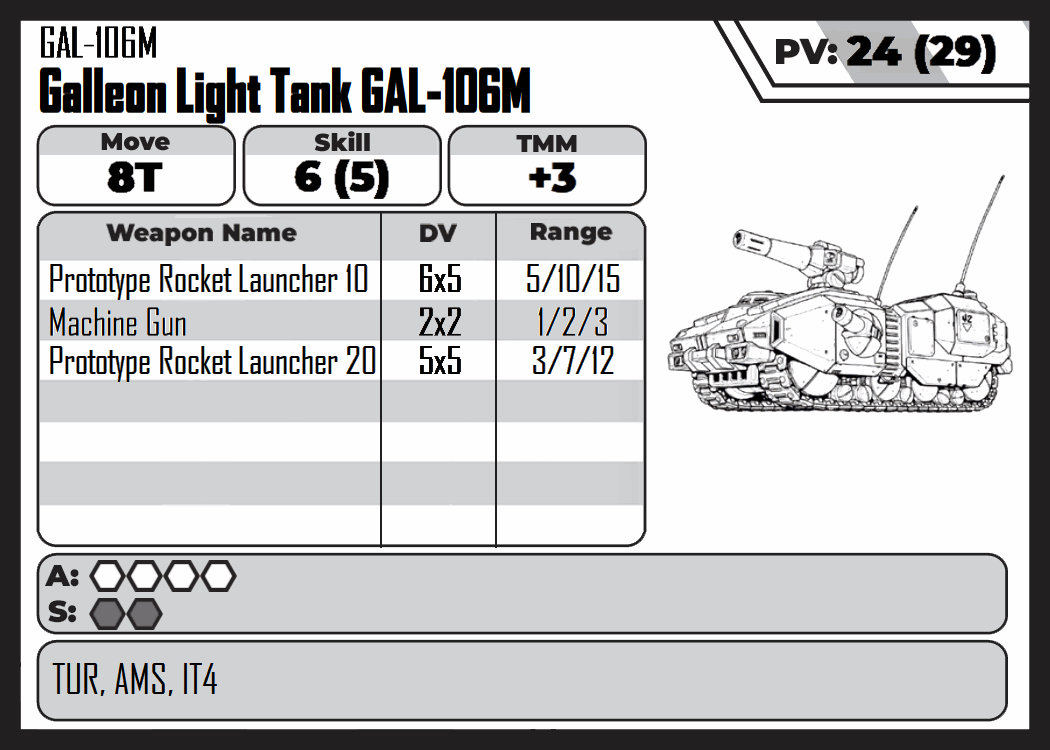 GAL-106M
Galleon Light Tank GAL-106M
PV: 24 (29)
Move Skill TMM
8T 6 (5) +3
Weapon Name DV Range
Prototype Rocket Launcher 10 6x5 5/10/15
Machine Gun 2x2 1/2/3
Prototype Rocket Launcher 20 5x5 3/7/12
A:
S:
TUR, AMS, IT4